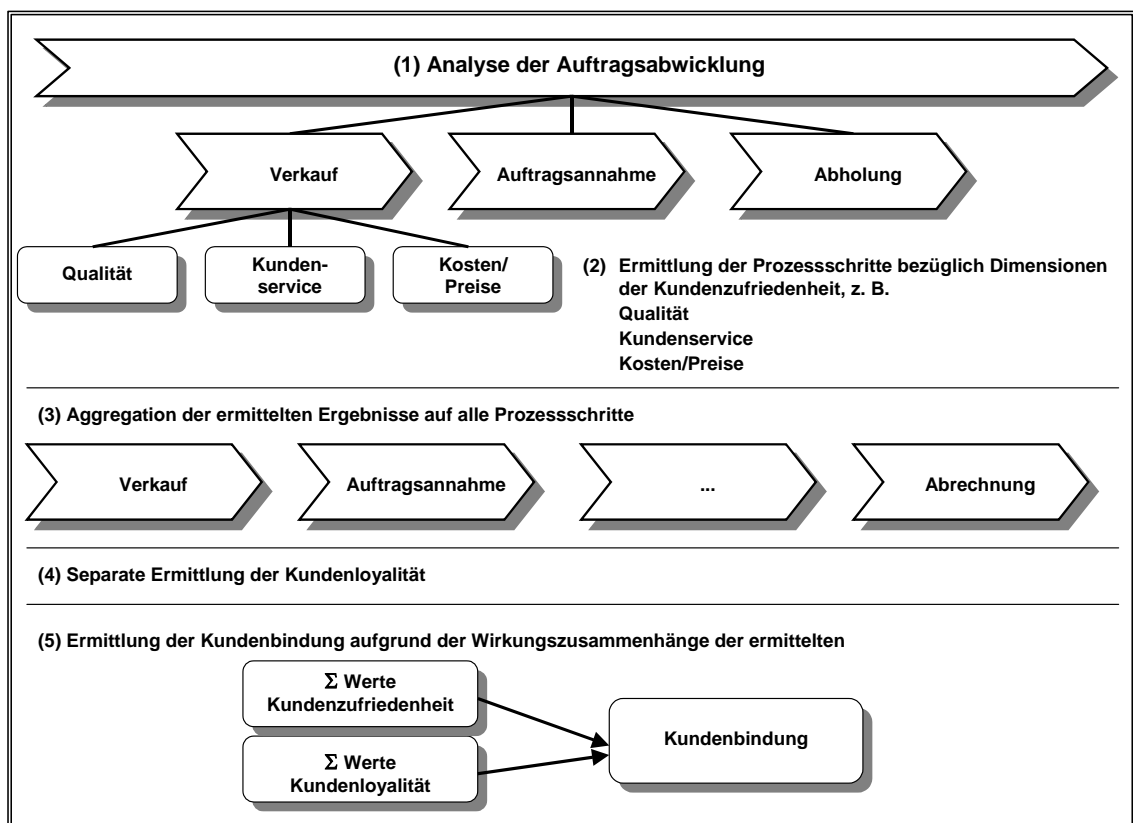 (1) Analyse der Auftragsabwicklung
Verkauf
Auftragsannahme
Abholung
Qualität
Kunden-
service
Kosten/
Preise
(2) Ermittlung der Prozessschritte bezüglich Dimensionen
der Kundenzufriedenheit, z. B.
Qualität
Kundenservice
Kosten/Preise
(3) Aggregation der ermittelten Ergebnisse auf alle Prozessschritte
Verkauf
Auftragsannahme
...
Abrechnung
(4) Separate Ermittlung der Kundenloyalität
(5) Ermittlung der Kundenbindung aufgrund der Wirkungszusammenhänge der ermittelten
Σ Werte
Kundenzufriedenheit
Kundenbindung
Σ Werte
Kundenloyalität